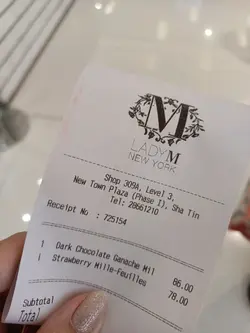 M
LADY M
NEW YORK
Shop 309A, Level 3,
New Town Plaza (Phase I), Sha Tin
Tel: 28661210
Receipt No : 725154
1 Dark Chocolate Ganache Mil 86.00
1 Strawberry Mille-Feuilles 78.00
Subtotal
Total